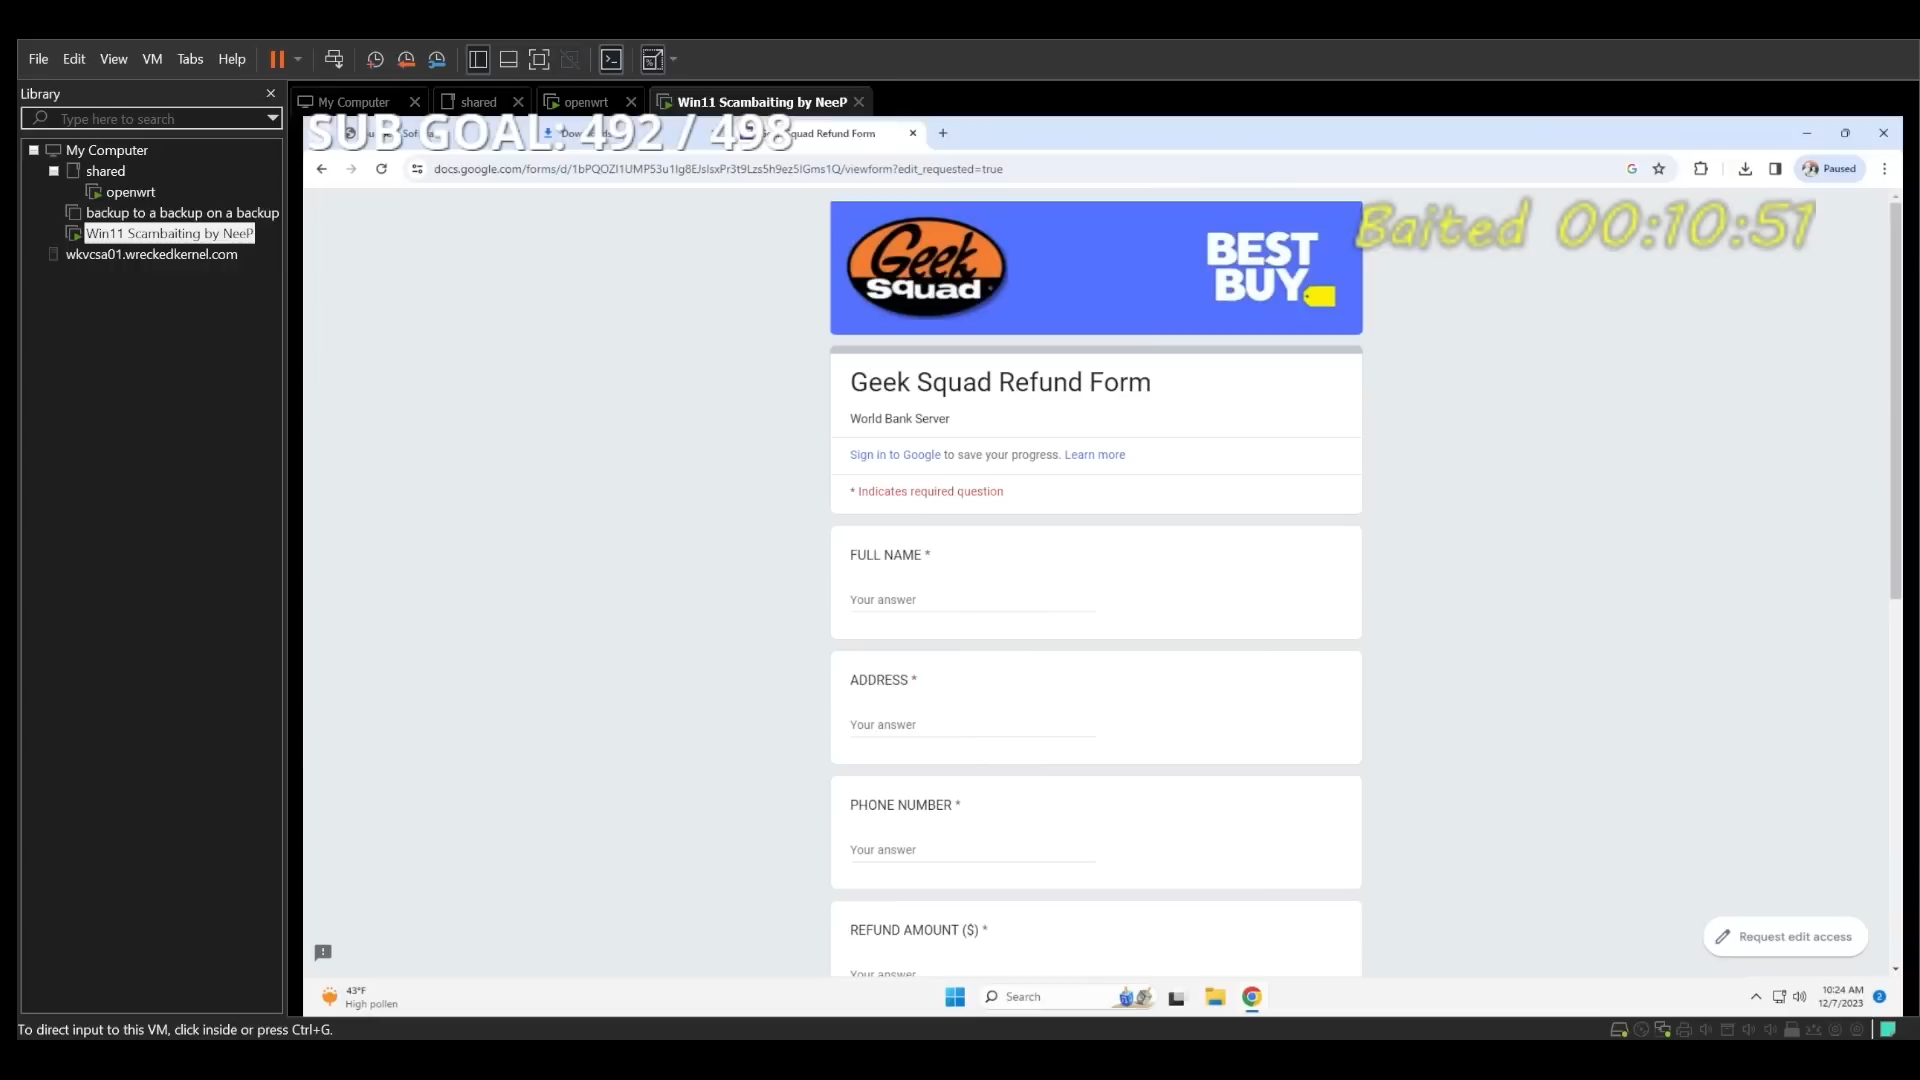 File Edit View VM Tabs Help
Library
Type here to search
My Computer
shared
openwrt
backup to a backup on a backup
Win11 Scambaiting by NeeP
wkvcsa01.wreckedkernel.com
My Computer
shared
openwrt
Win11 Scambaiting by NeeP
SUB GOAL: 492 / 498
Squad Refund Form
docs.google.com/forms/d/1bPQOZI1UMP53u1Ig8EJsIsxPr3t9Lzs5h9ez5IGms1Q/viewform?edit_requested=true
Paused
Baited 00:10:51
Geek Squad
BEST BUY
Geek Squad Refund Form
World Bank Server
Sign in to Google to save your progress. Learn more
* Indicates required question
FULL NAME *
Your answer
ADDRESS *
Your answer
PHONE NUMBER *
Your answer
REFUND AMOUNT ($) *
Your answer
Request edit access
43°F
High pollen
Search
10:24 AM
12/7/2023
2
To direct input to this VM, click inside or press Ctrl+G.